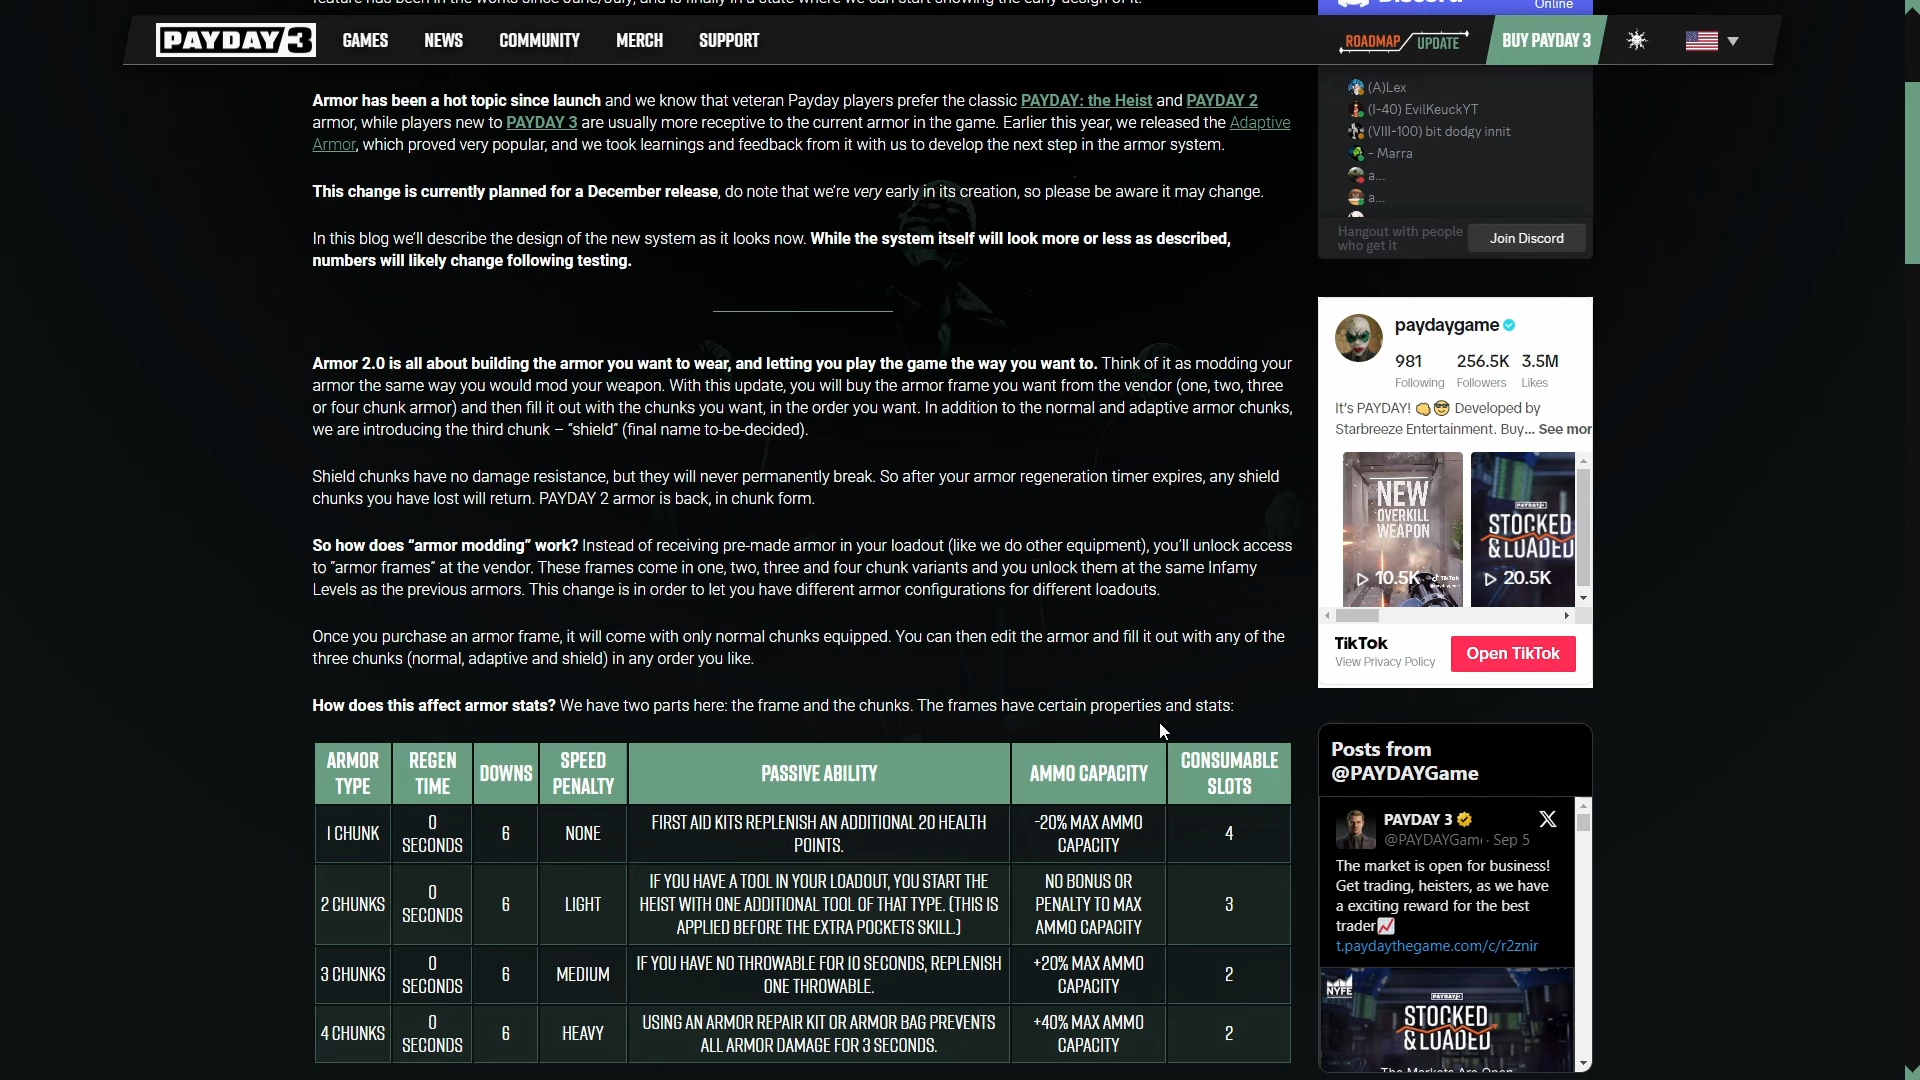 Online
PAYDAY 3
GAMES
NEWS
COMMUNITY
MERCH
SUPPORT
ROADMAP
UPDATE
BUY PAYDAY 3
Armor has been a hot topic since launch and we know that veteran Payday players prefer the classic PAYDAY: the Heist and PAYDAY 2
armor, while players new to PAYDAY 3 are usually more receptive to the current armor in the game. Earlier this year, we released the Adaptive
Armor, which proved very popular, and we took learnings and feedback from it with us to develop the next step in the armor system.
This change is currently planned for a December release, do note that we're very early in its creation, so please be aware it may change.
In this blog we'll describe the design of the new system as it looks now. While the system itself will look more or less as described,
numbers will likely change following testing.
Armor 2.0 is all about building the armor you want to wear, and letting you play the game the way you want to. Think of it as modding your
armor the same way you would mod your weapon. With this update, you will buy the armor frame you want from the vendor (one, two, three
or four chunk armor) and then fill it out with the chunks you want, in the order you want. In addition to the normal and adaptive armor chunks,
we are introducing the third chunk – "shield" (final name to-be-decided).
Shield chunks have no damage resistance, but they will never permanently break. So after your armor regeneration timer expires, any shield
chunks you have lost will return. PAYDAY 2 armor is back, in chunk form.
So how does "armor modding" work? Instead of receiving pre-made armor in your loadout (like we do other equipment), you'll unlock access
to "armor frames" at the vendor. These frames come in one, two, three and four chunk variants and you unlock them at the same Infamy
Levels as the previous armors. This change is in order to let you have different armor configurations for different loadouts.
Once you purchase an armor frame, it will come with only normal chunks equipped. You can then edit the armor and fill it out with any of the
three chunks (normal, adaptive and shield) in any order you like.
How does this affect armor stats? We have two parts here: the frame and the chunks. The frames have certain properties and stats:
ARMOR
TYPE
REGEN
TIME
DOWNS
SPEED
PENALTY
PASSIVE ABILITY
AMMO CAPACITY
CONSUMABLE
SLOTS
1 CHUNK
0
SECONDS
6
NONE
FIRST AID KITS REPLENISH AN ADDITIONAL 20 HEALTH
POINTS.
-20% MAX AMMO
CAPACITY
4
2 CHUNKS
0
SECONDS
6
LIGHT
IF YOU HAVE A TOOL IN YOUR LOADOUT, YOU START THE
HEIST WITH ONE ADDITIONAL TOOL OF THAT TYPE. (THIS IS
APPLIED BEFORE THE EXTRA POCKETS SKILL.)
NO BONUS OR
PENALTY TO MAX
AMMO CAPACITY
3
3 CHUNKS
0
SECONDS
6
MEDIUM
IF YOU HAVE NO THROWABLE FOR 10 SECONDS, REPLENISH
ONE THROWABLE.
+20% MAX AMMO
CAPACITY
2
4 CHUNKS
0
SECONDS
6
HEAVY
USING AN ARMOR REPAIR KIT OR ARMOR BAG PREVENTS
ALL ARMOR DAMAGE FOR 3 SECONDS.
+40% MAX AMMO
CAPACITY
2
(A)Lex
(I-40) EvilKeuckYT
(VIII-100) bit dodgy innit
- Marra
a...
a...
Hangout with people
who get it
Join Discord
paydaygame
981
256.5K
3.5M
Following
Followers
Likes
It's PAYDAY! 👊😎 Developed by
Starbreeze Entertainment. Buy... See mor
NEW
OVERKILL
WEAPON
10.5K
TikTok
PAYDAY 3
STOCKED
& LOADED
20.5K
TikTok
View Privacy Policy
Open TikTok
Posts from
@PAYDAYGame
PAYDAY 3
@PAYDAYGam · Sep 5
The market is open for business!
Get trading, heisters, as we have
a exciting reward for the best
trader📈
t.paydaythegame.com/c/r2znir
NYFE
PAYDAY 3
STOCKED
& LOADED
The Markets Are Open